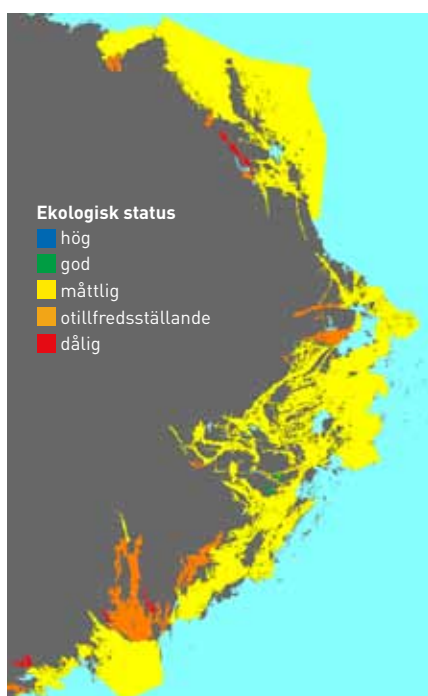 Ekologisk status
hög
god
måttlig
otillfredsställande
dålig